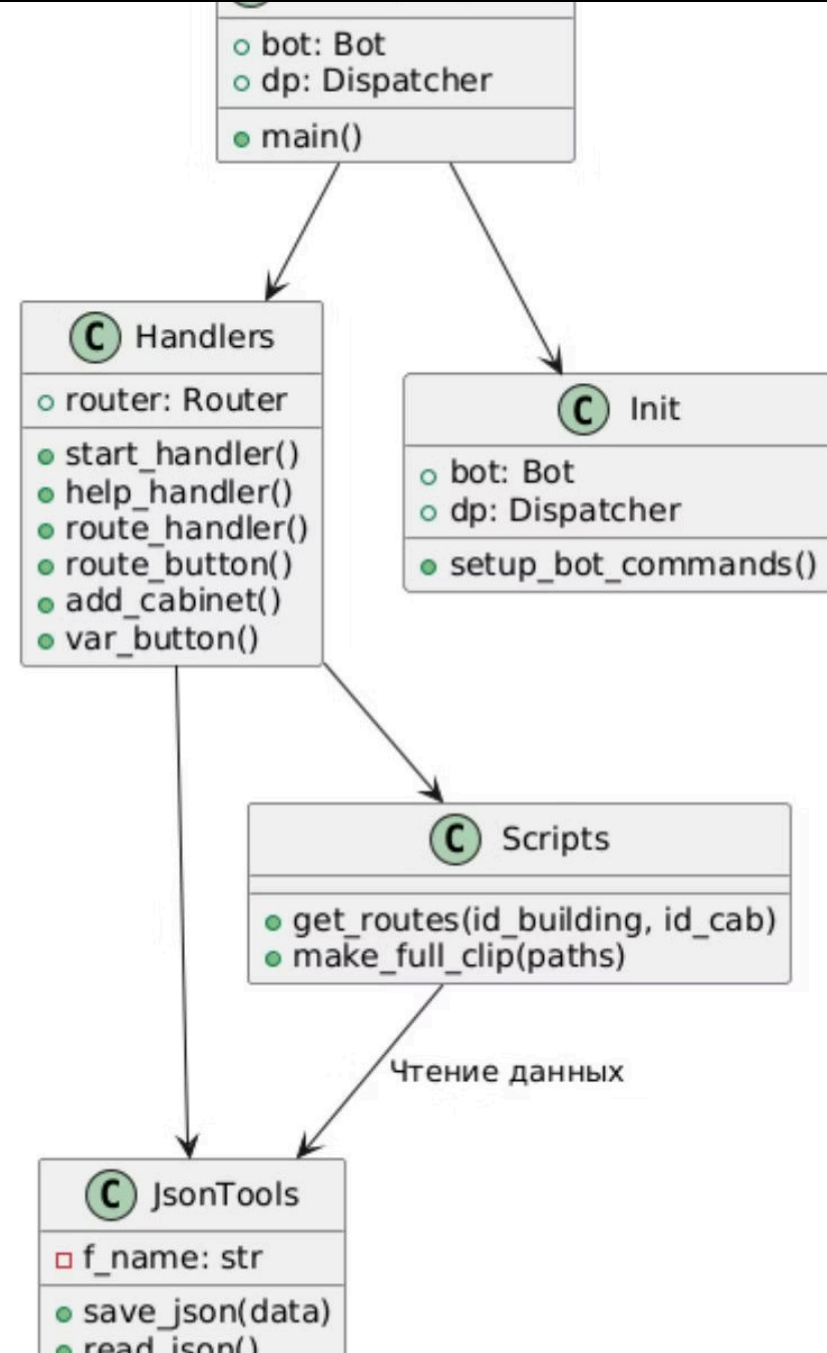 bot: Bot
dp: Dispatcher
main()
C Handlers
router: Router
start_handler()
help_handler()
route_handler()
route_button()
add_cabinet()
var_button()
C Init
bot: Bot
dp: Dispatcher
setup_bot_commands()
C Scripts
get_routes(id_building, id_cab)
make_full_clip(paths)
Чтение данных
C JsonTools
f_name: str
save_json(data)
read_json()